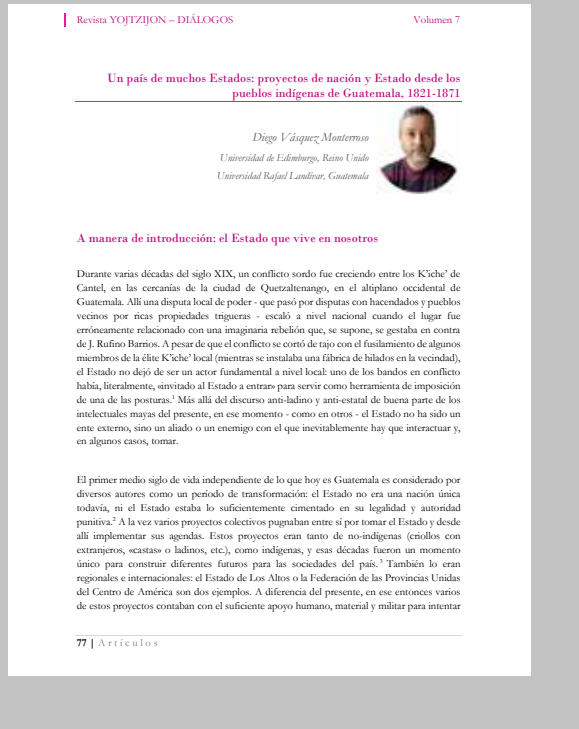 Revista YOJTZIJON – DIÁLOGOS
Volumen 7
Un país de muchos Estados: proyectos de nación y Estado desde los
pueblos indígenas de Guatemala, 1821-1871
Diego Vásquez Monterroso
Universidad de Edimburgo, Reino Unido
Universidad Rafael Landívar, Guatemala
A manera de introducción: el Estado que vive en nosotros
Durante varias décadas del siglo XIX, un conflicto sordo fue creciendo entre los K'iche' de
Cantel, en las cercanías de la ciudad de Quetzaltenango, en el altiplano occidental de
Guatemala. Allí una disputa local de poder - que pasó por disputas con hacendados y pueblos
vecinos por ricas propiedades trigueras - escaló a nivel nacional cuando el lugar fue
erróneamente relacionado con una imaginaria rebelión que, se supone, se gestaba en contra
de J. Rufino Barrios. A pesar de que el conflicto se cortó de tajo con el fusilamiento de algunos
miembros de la élite K'iche' local (mientras se instalaba una fábrica de hilados en la vecindad),
el Estado no dejó de ser un actor fundamental a nivel local: uno de los bandos en conflicto
había, literalmente, «invitado al Estado a entrar» para servir como herramienta de imposición
de una de las posturas.¹ Más allá del discurso anti-ladino y anti-estatal de buena parte de los
intelectuales mayas del presente, en ese momento - como en otros - el Estado no ha sido un
ente externo, sino un aliado o un enemigo con el que inevitablemente hay que interactuar y,
en algunos casos, tomar.
El primer medio siglo de vida independiente de lo que hoy es Guatemala es considerado por
diversos autores como un período de transformación: el Estado no era una nación única
todavía, ni el Estado estaba lo suficientemente cimentado en su legalidad y autoridad
punitiva.² A la vez varios proyectos colectivos pugnaban entre sí por tomar el Estado y desde
allí implementar sus agendas. Estos proyectos eran tanto de no-indígenas (criollos con
extranjeros, «castas» o ladinos, etc.), como indígenas, y esas décadas fueron un momento
único para construir diferentes futuros para las sociedades del país.³ También lo eran
regionales e internacionales: el Estado de Los Altos o la Federación de las Provincias Unidas
del Centro de América son dos ejemplos. A diferencia del presente, en ese entonces varios
de estos proyectos contaban con el suficiente apoyo humano, material y militar para intentar
77 | Artículos